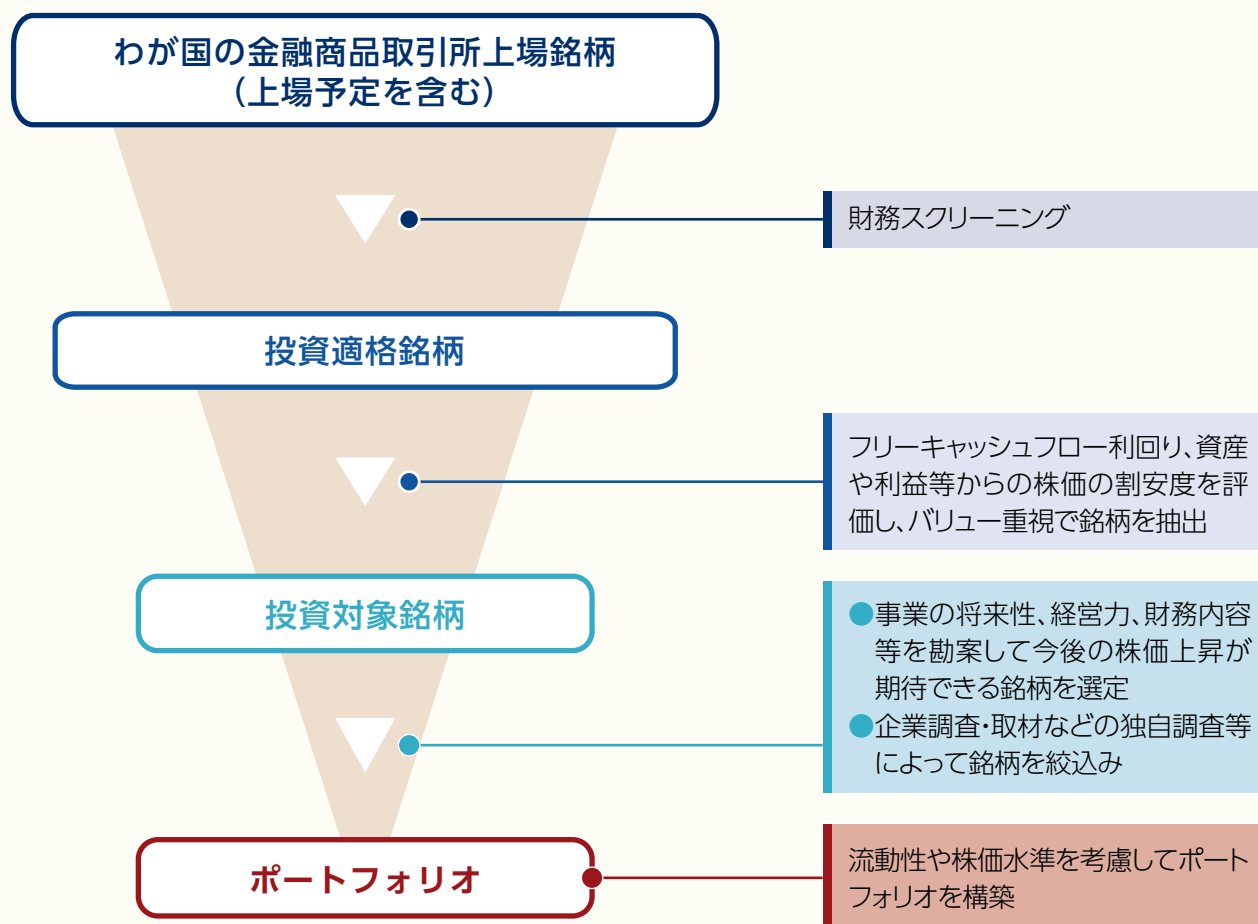 わが国の金融商品取引所上場銘柄
（上場予定を含む）
財務スクリーニング
投資適格銘柄
フリーキャッシュフロー利回り、資産
や利益等からの株価の割安度を評
価し、バリュー重視で銘柄を抽出
投資対象銘柄
●事業の将来性、経営力、財務内容
等を勘案して今後の株価上昇が
期待できる銘柄を選定
●企業調査・取材などの独自調査等
によって銘柄を絞込み
ポートフォリオ
流動性や株価水準を考慮してポート
フォリオを構築